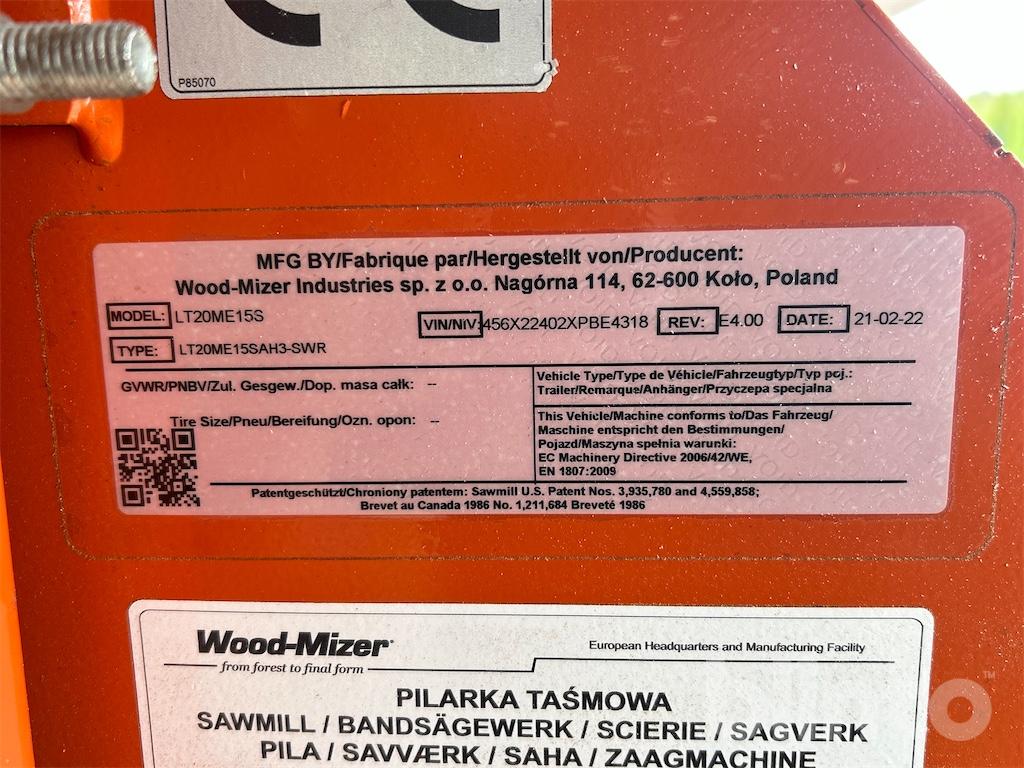 CE
P85070
MFG BY/Fabrique par/Hergestellt von/Producent:
Wood-Mizer Industries sp. z o.o. Nagórna 114, 62-600 Koło, Poland
MODEL: LT20ME15S VIN/NIV: 456X22402XPBE4318 REV: E4.00 DATE: 21-02-22
TYPE: LT20ME15SAH3-SWR
GVWR/PNBV/Zul. Gesgew./Dop. masa całk: --
Tire Size/Pneu/Bereifung/Ozn. opon: --
Vehicle Type/Type de Véhicle/Fahrzeugtyp/Typ poj.:
Trailer/Remarque/Anhänger/Przyczepa specjalna
This Vehicle/Machine conforms to/Das Fahrzeug/
Maschine entspricht den Bestimmungen/
Pojazd/Maszyna spełnia warunki:
EC Machinery Directive 2006/42/WE,
EN 1807:2009
Patentgeschützt/Chroniony patentem: Sawmill U.S. Patent Nos. 3,935,780 and 4,559,858;
Brevet au Canada 1986 No. 1,211,684 Breveté 1986
Wood-Mizer®
from forest to final form
European Headquarters and Manufacturing Facility
PILARKA TAŚMOWA
SAWMILL / BANDSÄGEWERK / SCIERIE / SAGVERK
PILA / SAVVÆRK / SAHA / ZAAGMACHINE